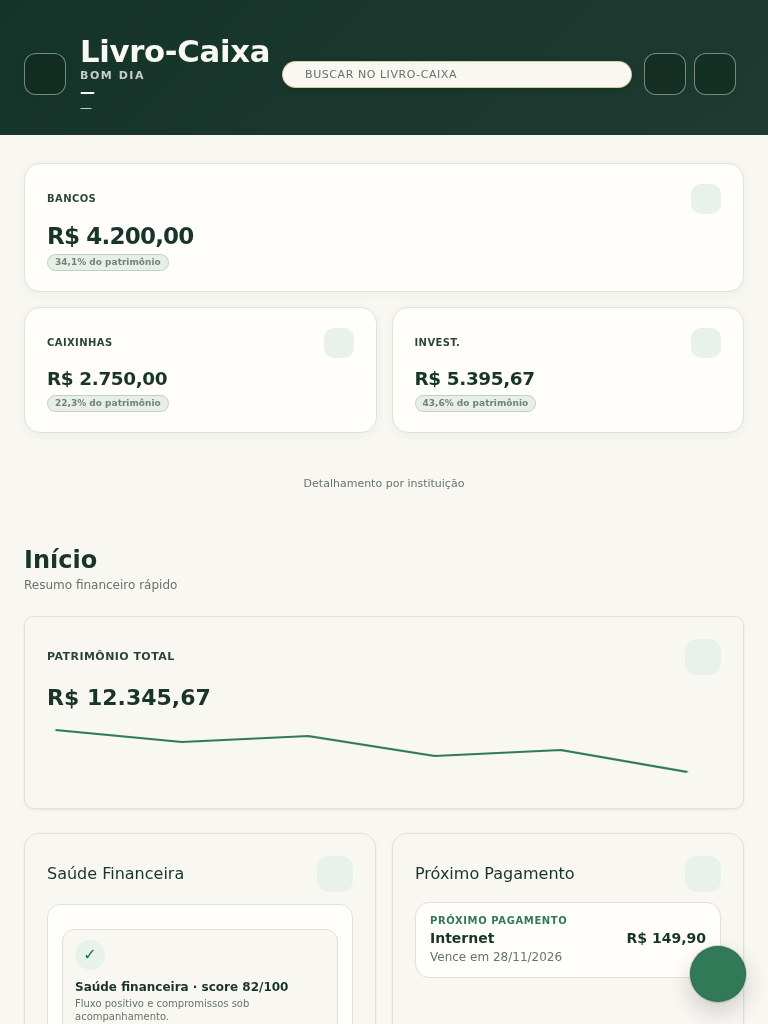 Livro-Caixa
BOM DIA
—
—
BUSCAR NO LIVRO-CAIXA
BANCOS
R$ 4.200,00
34,1% do patrimônio
CAIXINHAS
R$ 2.750,00
22,3% do patrimônio
INVEST.
R$ 5.395,67
43,6% do patrimônio
Detalhamento por instituição
Início
Resumo financeiro rápido
PATRIMÔNIO TOTAL
R$ 12.345,67
Saúde Financeira
✓
Saúde financeira · score 82/100
Fluxo positivo e compromissos sob
acompanhamento.
Próximo Pagamento
PRÓXIMO PAGAMENTO
Internet R$ 149,90
Vence em 28/11/2026